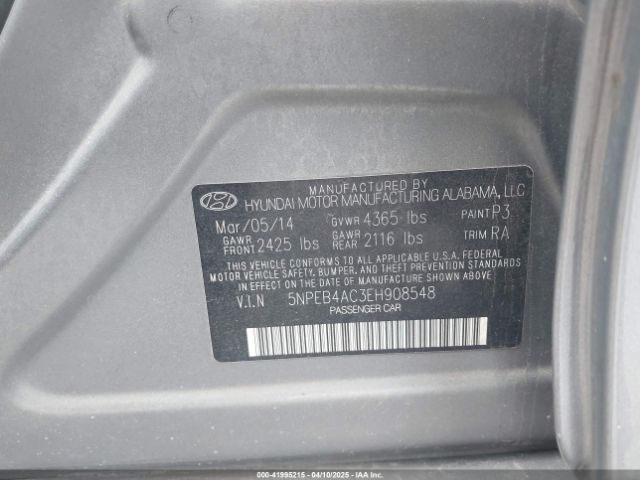 MANUFACTURED BY
HYUNDAI MOTOR MANUFACTURING ALABAMA, LLC
Mar/05/14 GVWR 4365 lbs PAINT P3
GAWR FRONT 2425 lbs GAWR REAR 2116 lbs TRIM RA
THIS VEHICLE CONFORMS TO ALL APPLICABLE U.S.A. FEDERAL
MOTOR VEHICLE SAFETY, BUMPER, AND THEFT PREVENTION
STANDARDS IN EFFECT ON THE DATE OF MANUFACTURE SHOWN ABOVE.
V.I.N 5NPEB4AC3EH908548
PASSENGER CAR
000-41995215 - 04/10/2025 - IAAI.COM